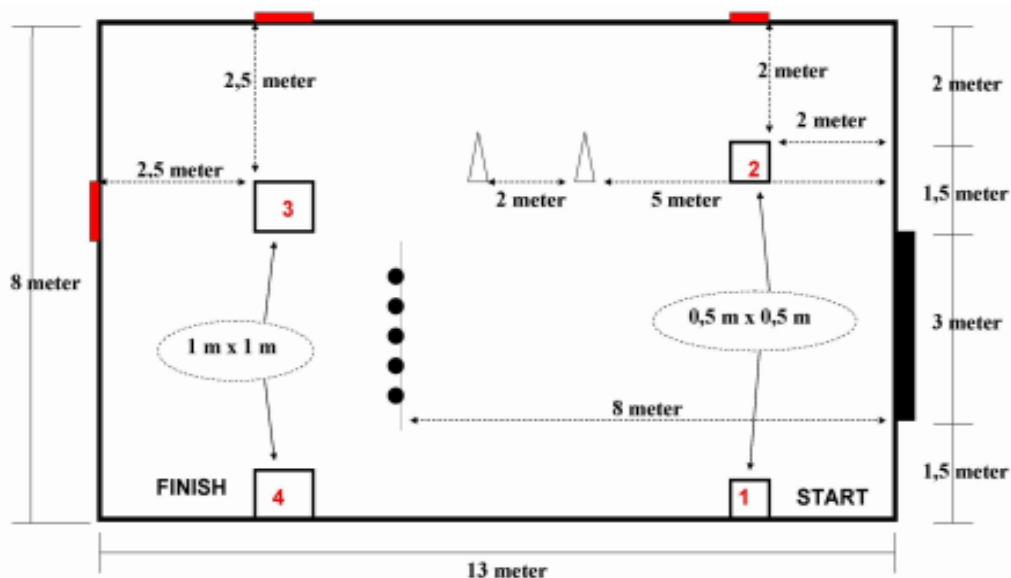 2,5 meter
2 meter
2 meter
2 meter
2,5 meter
2
3
2 meter
5 meter
1,5 meter
8 meter
1 m x 1 m
0,5 m x 0,5 m
3 meter
8 meter
1,5 meter
FINISH
4
1
START
13 meter